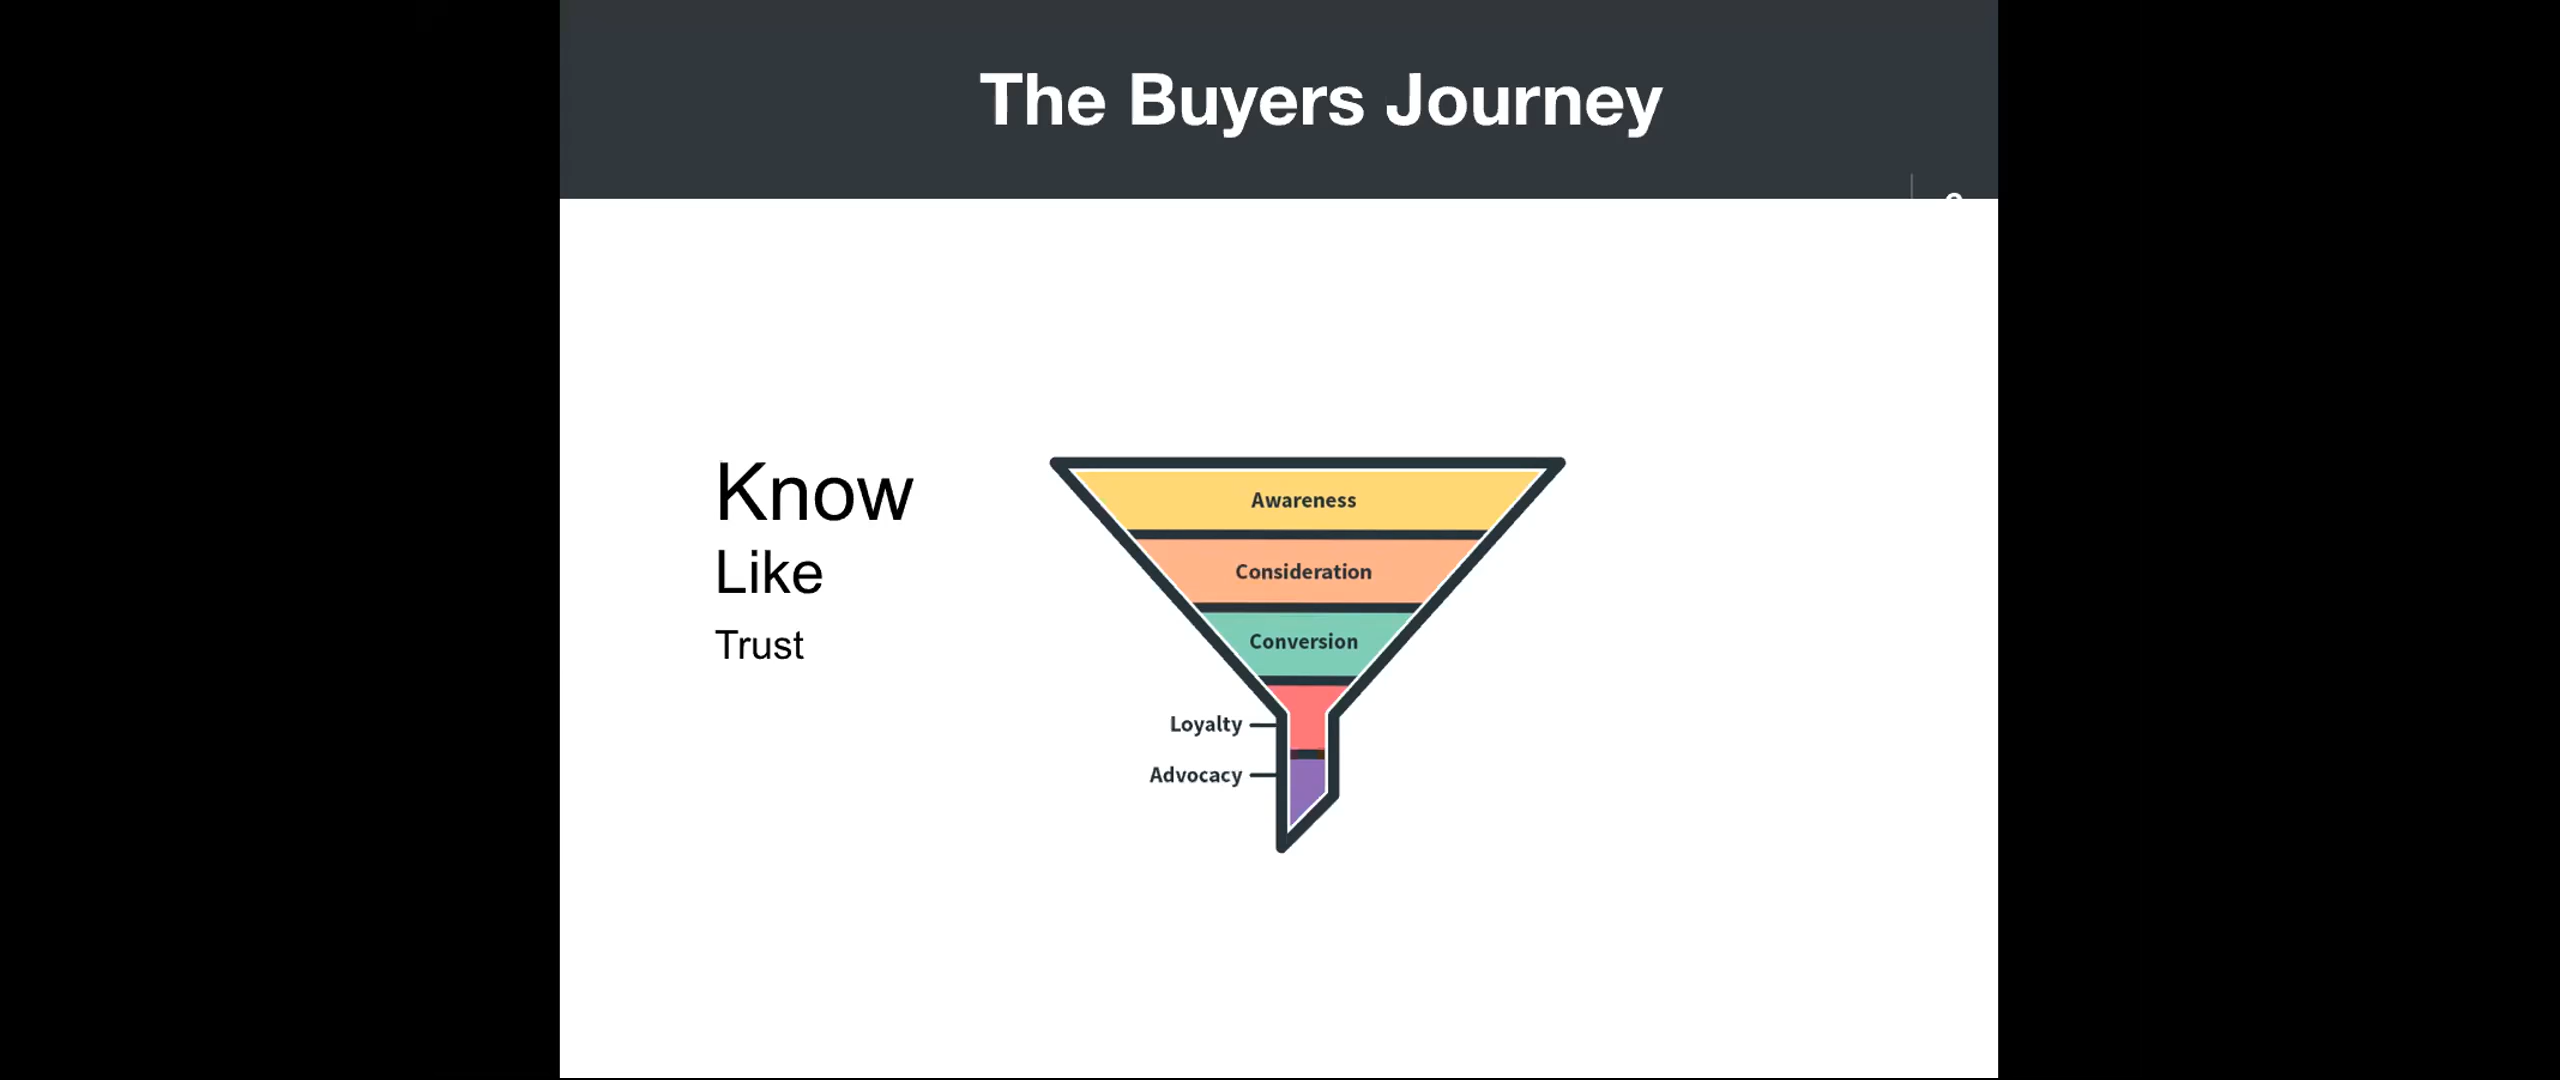 The Buyers Journey
Know
Like
Trust
Awareness
Consideration
Conversion
Loyalty
Advocacy